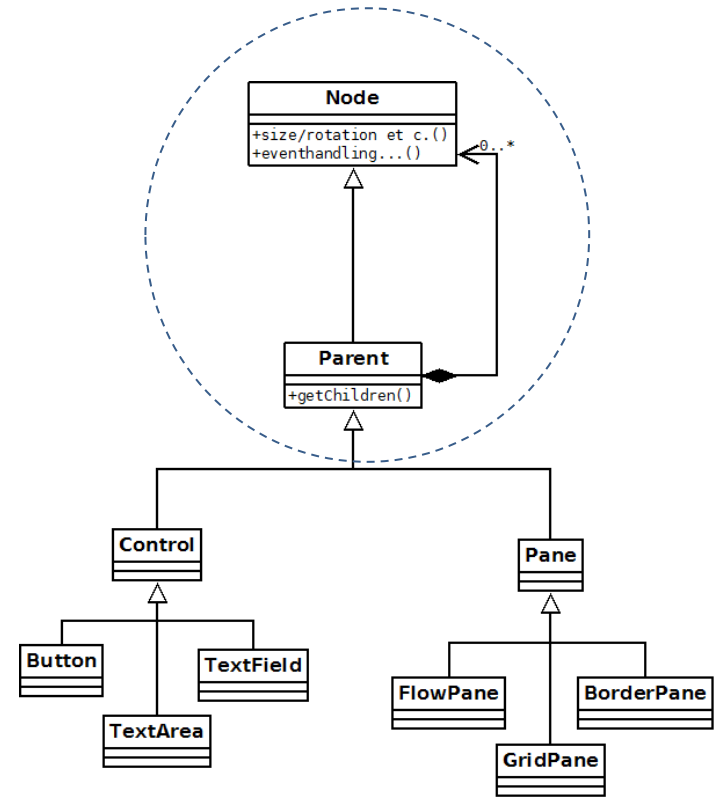 Node
+size/rotation et c.()
+eventhandling...()
0..*
Parent
+getChildren()
Control
Pane
Button
TextField
TextArea
FlowPane
BorderPane
GridPane